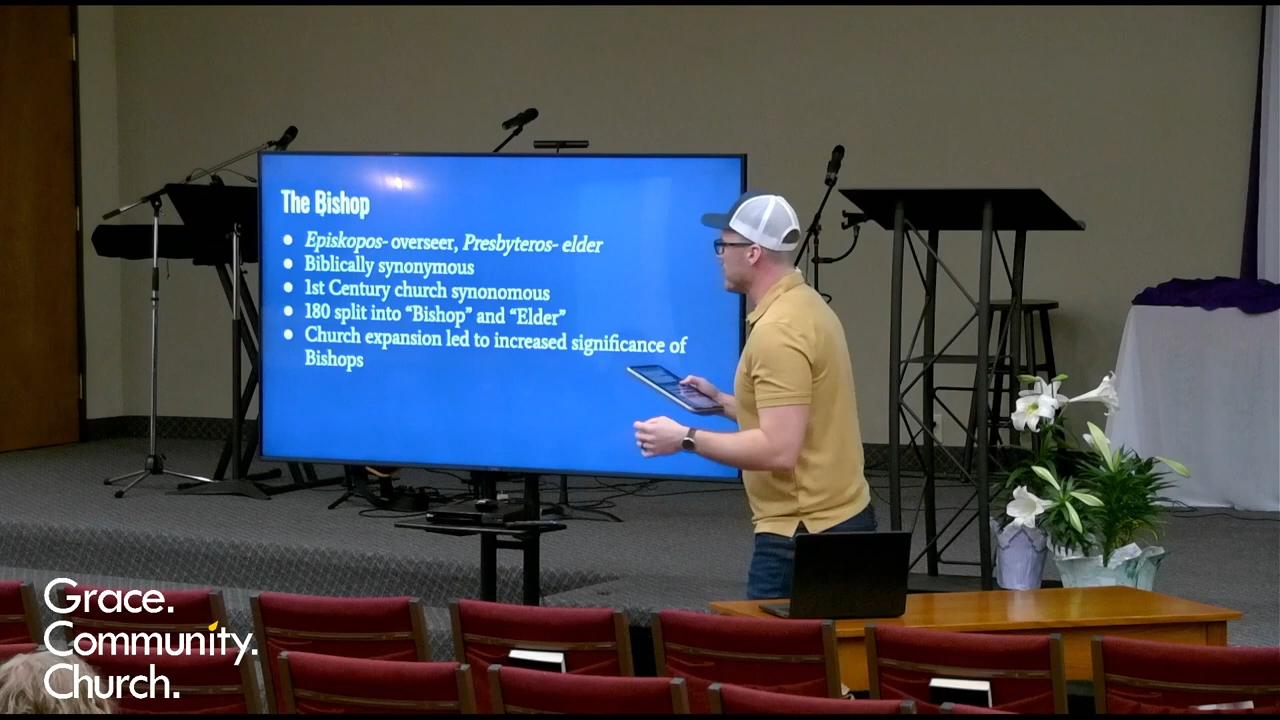 The Bishop
● Episkopos- overseer, Presbyteros- elder
● Biblically synonymous
● 1st Century church synonomous
● 180 split into “Bishop” and “Elder”
● Church expansion led to increased significance of
Bishops
Grace.
Community.
Church.